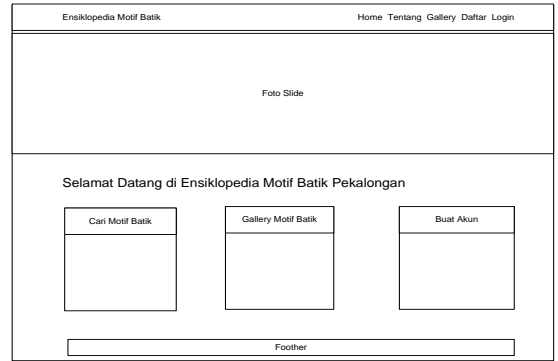 Ensiklopedia Motif Batik Home Tentang Gallery Daftar Login
Foto Slide
Selamat Datang di Ensiklopedia Motif Batik Pekalongan
Cari Motif Batik Gallery Motif Batik Buat Akun
Foother